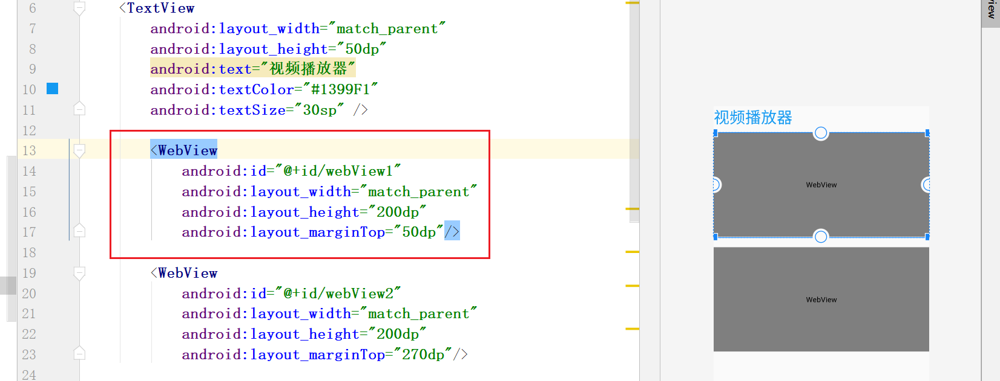 6 <TextView
7 android:layout_width="match_parent"
8 android:layout_height="50dp"
9 android:text="视频播放器"
10 android:textColor="#1399F1"
11 android:textSize="30sp" />
12
13 <WebView
14 android:id="@+id/webView1"
15 android:layout_width="match_parent"
16 android:layout_height="200dp"
17 android:layout_marginTop="50dp"/>
18
19 <WebView
20 android:id="@+id/webView2"
21 android:layout_width="match_parent"
22 android:layout_height="200dp"
23 android:layout_marginTop="270dp"/>
24
视频播放器
WebView
WebView